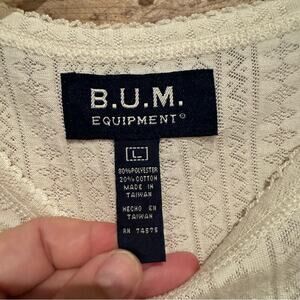 B.U.M.
EQUIPMENT®
L
80% POLYESTER
20% COTTON
MADE IN
TAIWAN
HECHO EN
TAIWAN
RN 74575